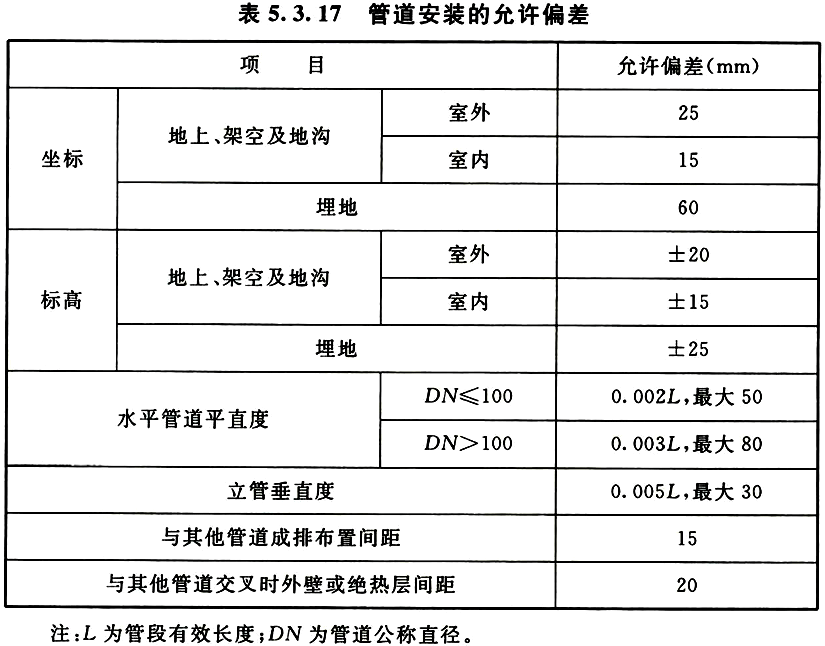 表 5.3.17 管道安装的允许偏差
项 目 允许偏差(mm)
坐标 地上、架空及地沟 室外 25
室内 15
埋地 60
标高 地上、架空及地沟 室外 ±20
室内 ±15
埋地 ±25
水平管道平直度 DN≤100 0.002L,最大 50
DN>100 0.003L,最大 80
立管垂直度 0.005L,最大 30
与其他管道成排布置间距 15
与其他管道交叉时外壁或绝热层间距 20
注:L 为管段有效长度;DN 为管道公称直径。